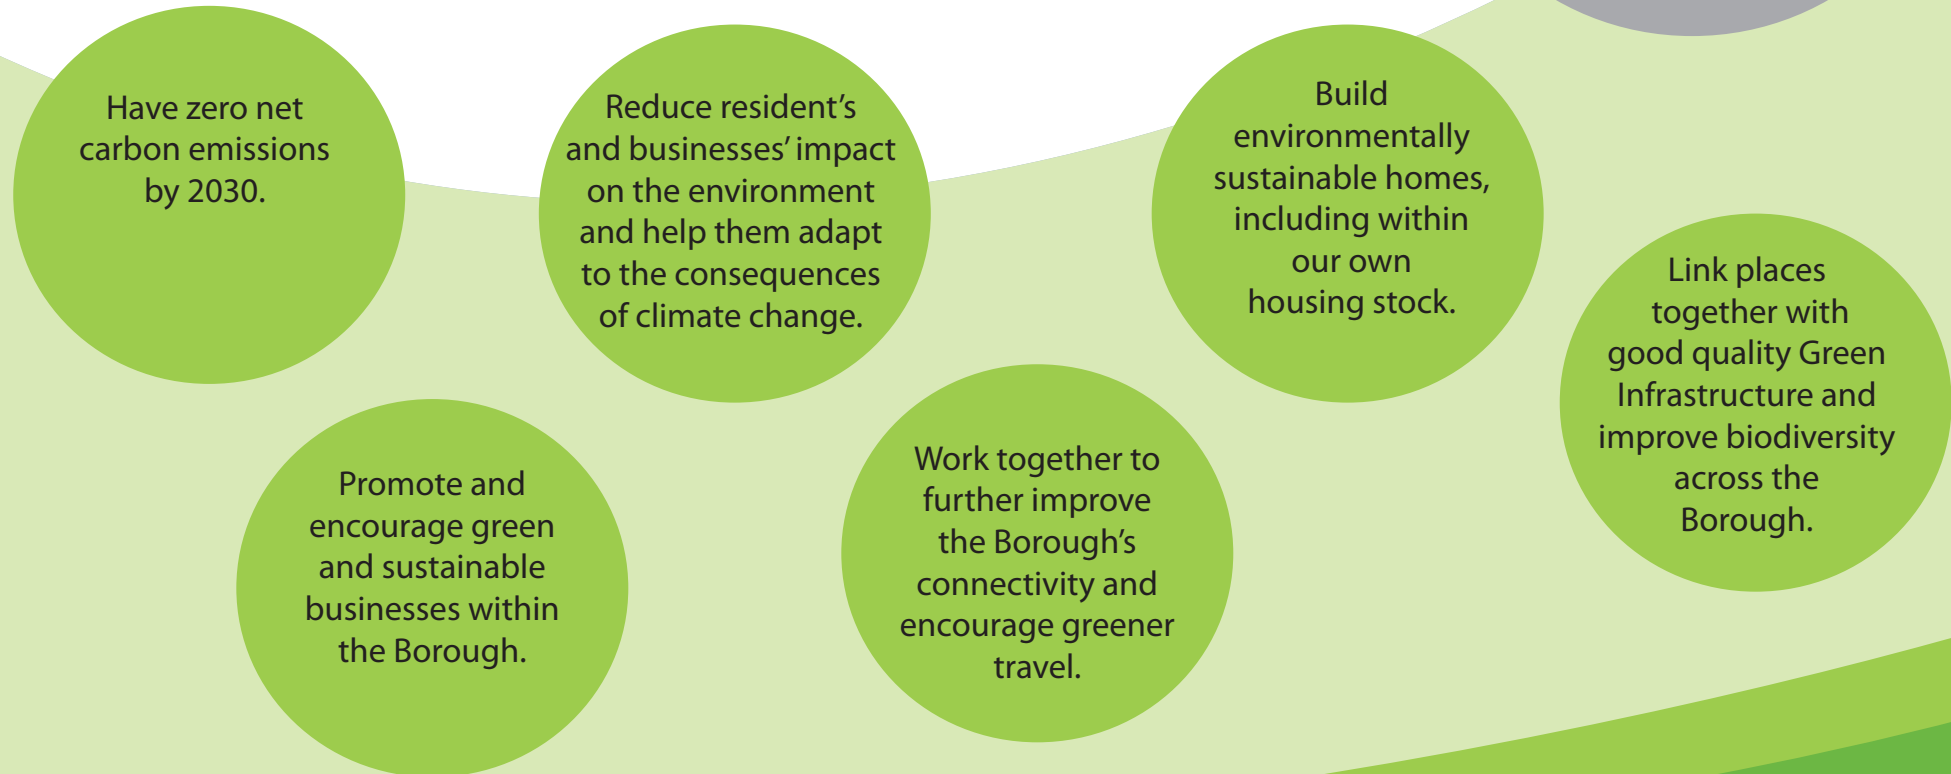 Have zero net
carbon emissions
by 2030.
Promote and
encourage green
and sustainable
businesses within
the Borough.
Reduce resident’s
and businesses’ impact
on the environment
and help them adapt
to the consequences
of climate change.
Work together to
further improve
the Borough’s
connectivity and
encourage greener
travel.
Build
environmentally
sustainable homes,
including within
our own
housing stock.
Link places
together with
good quality Green
Infrastructure and
improve biodiversity
across the
Borough.